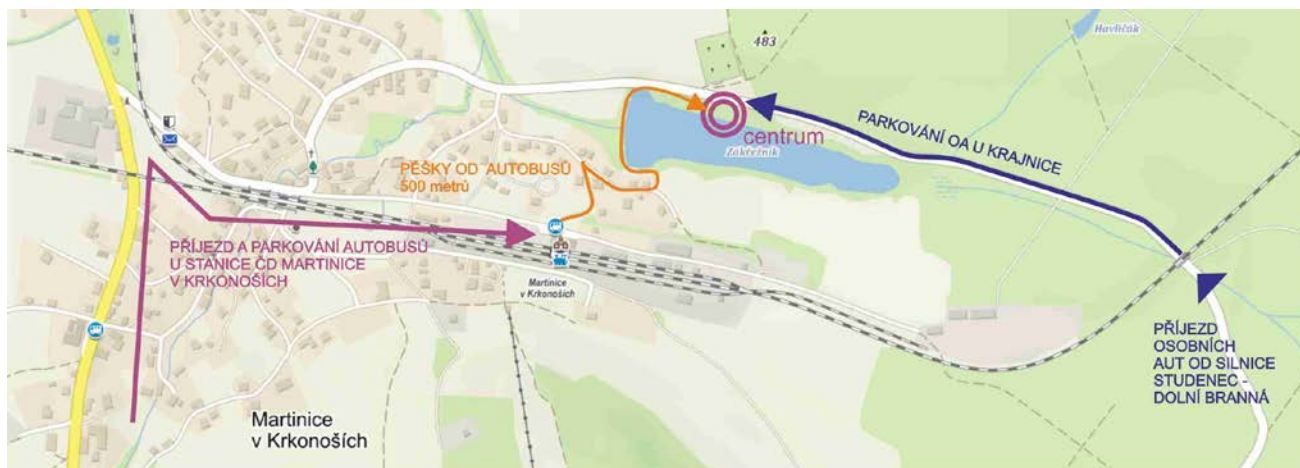 483
Havlíčák
PARKOVÁNÍ OA U KRAJNICE
centrum
Zákřežník
PĚŠKY OD AUTOBUSŮ
500 metrů
PŘÍJEZD A PARKOVÁNÍ AUTOBUSŮ
U STANICE ČD MARTINICE
V KRKONOŠÍCH
Martinice
v Krkonoších
PŘÍJEZD
OSOBNÍCH
AUT OD SILNICE
STUDENEC -
DOLNÍ BRANNÁ
Martinice
v Krkonoších